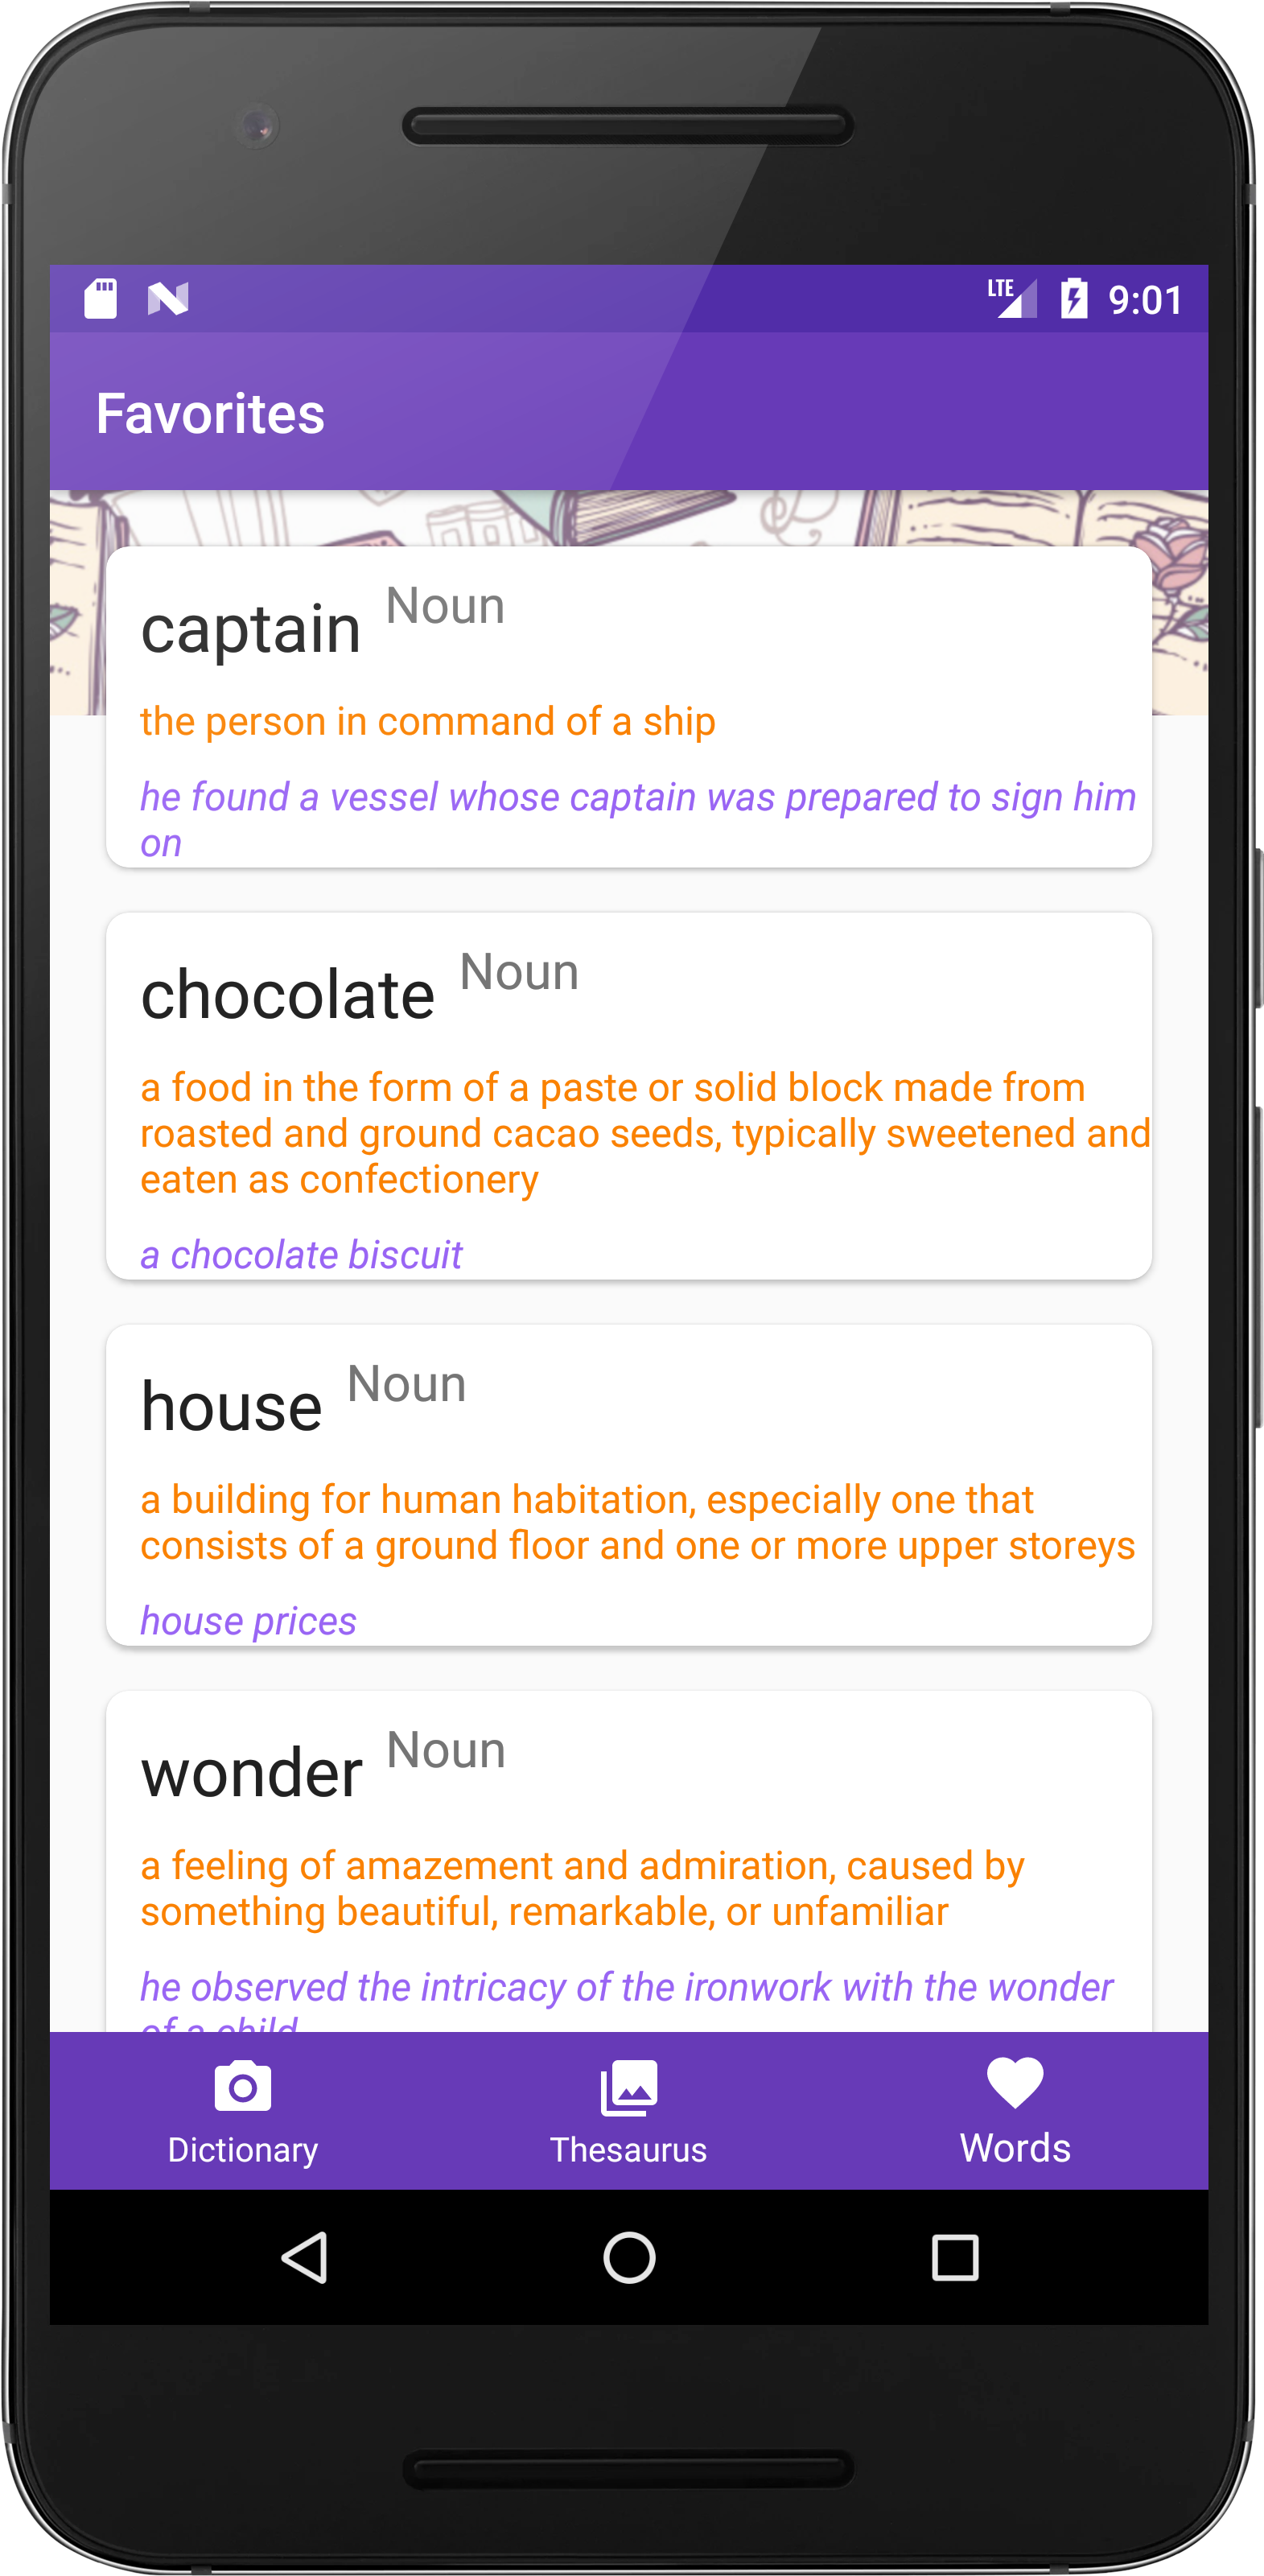 LTE 9:01
Favorites
captain Noun
the person in command of a ship
he found a vessel whose captain was prepared to sign him
on
chocolate Noun
a food in the form of a paste or solid block made from
roasted and ground cacao seeds, typically sweetened and
eaten as confectionery
a chocolate biscuit
house Noun
a building for human habitation, especially one that
consists of a ground floor and one or more upper storeys
house prices
wonder Noun
a feeling of amazement and admiration, caused by
something beautiful, remarkable, or unfamiliar
he observed the intricacy of the ironwork with the wonder
of a child
Dictionary Thesaurus Words